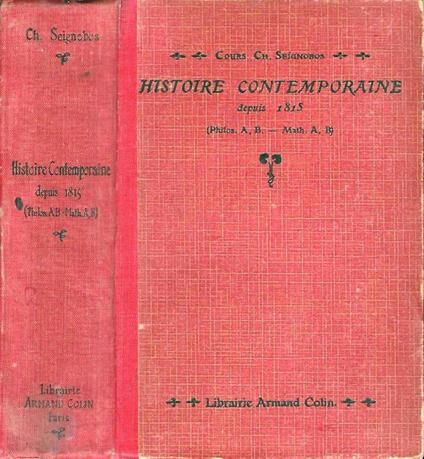 Ch. Seignobos
Histoire Contemporaine
depuis 1815
(Philos. A, B - Math. A, B)
Librairie
ARMAND COLIN
Paris
COURS CH. SEIGNOBOS
HISTOIRE CONTEMPORAINE
depuis 1815
(Philos. A, B. — Math. A, B)
Librairie Armand Colin.